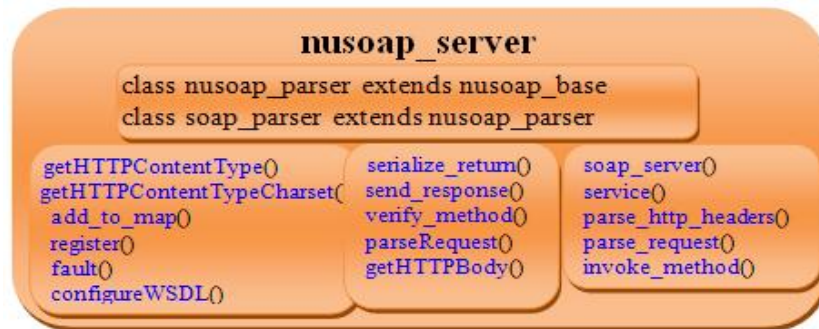 nusoap_server
class nusoap_parser extends nusoap_base
class soap_parser extends nusoap_parser
getHTTPContentType()
getHTTPContentTypeCharset(
add_to_map()
register()
fault()
configureWSDL()
serialize_return()
send_response()
verify_method()
parseRequest()
getHTTPBody()
soap_server()
service()
parse_http_headers()
parse_request()
invoke_method()